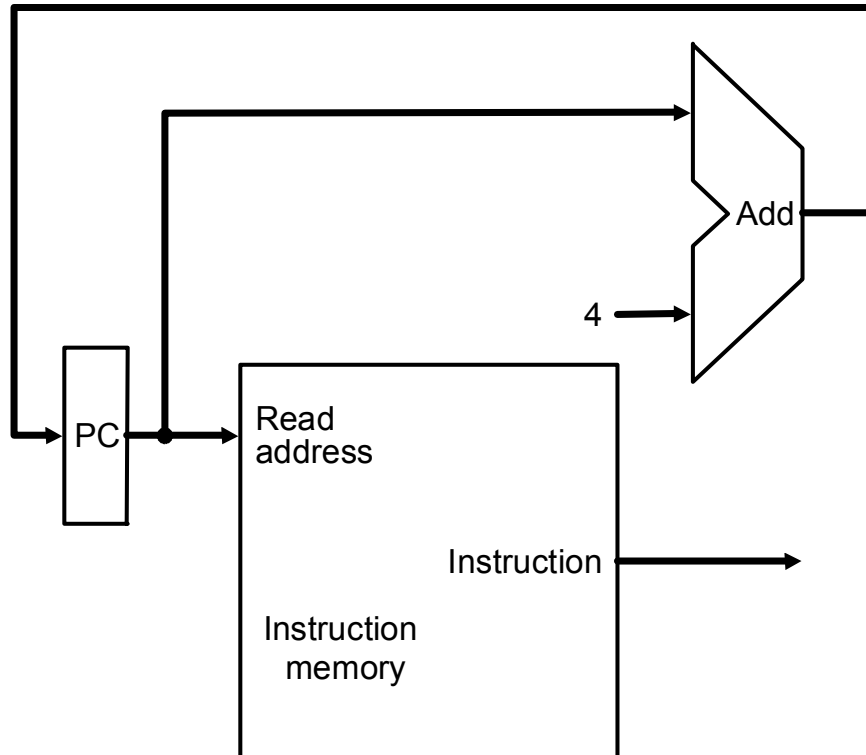 Add
4
PC
Read
address
Instruction
Instruction
memory